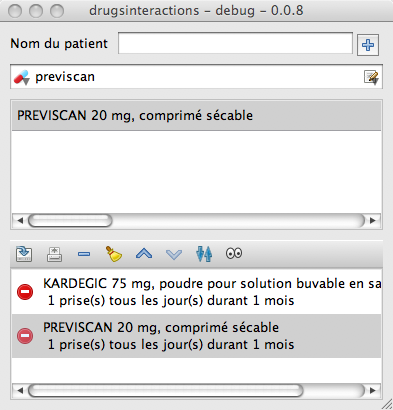 drugsinteractions - debug - 0.0.8
Nom du patient
previscan
PREVISCAN 20 mg, comprimé sécable
KARDEGIC 75 mg, poudre pour solution buvable en sa
1 prise(s) tous les jour(s) durant 1 mois
PREVISCAN 20 mg, comprimé sécable
1 prise(s) tous les jour(s) durant 1 mois